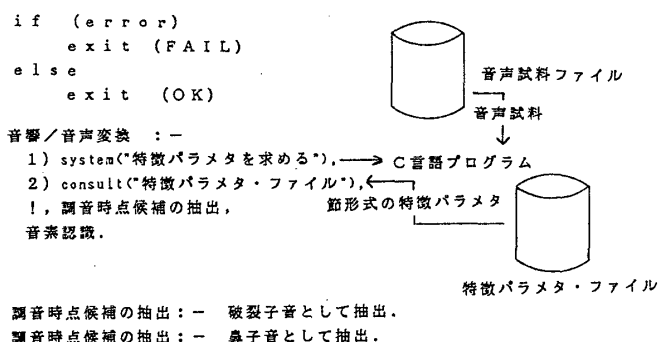 if (error)
exit (FAIL)
else
exit (OK)
音声試料ファイル
音声試料
音響／音声変換 :－
1) system("特徴パラメタを求める"),
C言語プログラム
2) consult("特徴パラメタ・ファイル"),
節形式の特徴パラメタ
!, 調音時点候補の抽出,
音素認識.
特徴パラメタ・ファイル
調音時点候補の抽出:－ 破裂子音として抽出.
調音時点候補の抽出:－ 鼻子音として抽出.